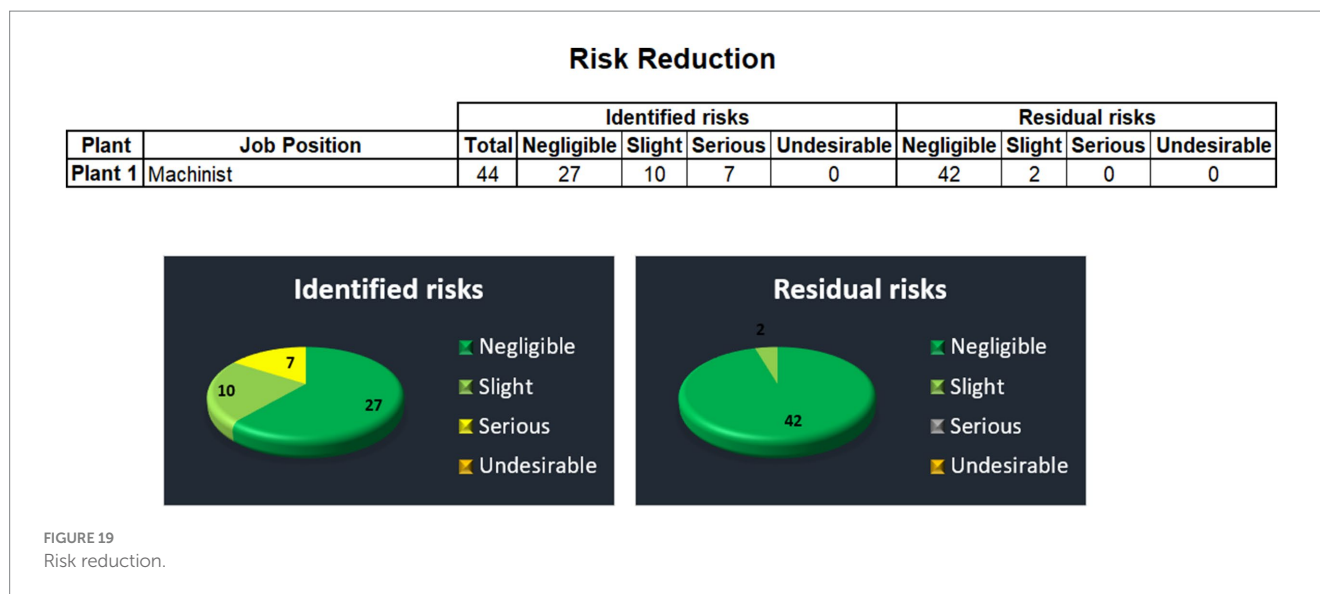 Risk Reduction
Identified risks Residual risks
Plant Job Position Total Negligible Slight Serious Undesirable Negligible Slight Serious Undesirable
Plant 1 Machinist 44 27 10 7 0 42 2 0 0
Identified risks
7
10
27
Negligible
Slight
Serious
Undesirable
Residual risks
2
42
Negligible
Slight
Serious
Undesirable
FIGURE 19
Risk reduction.